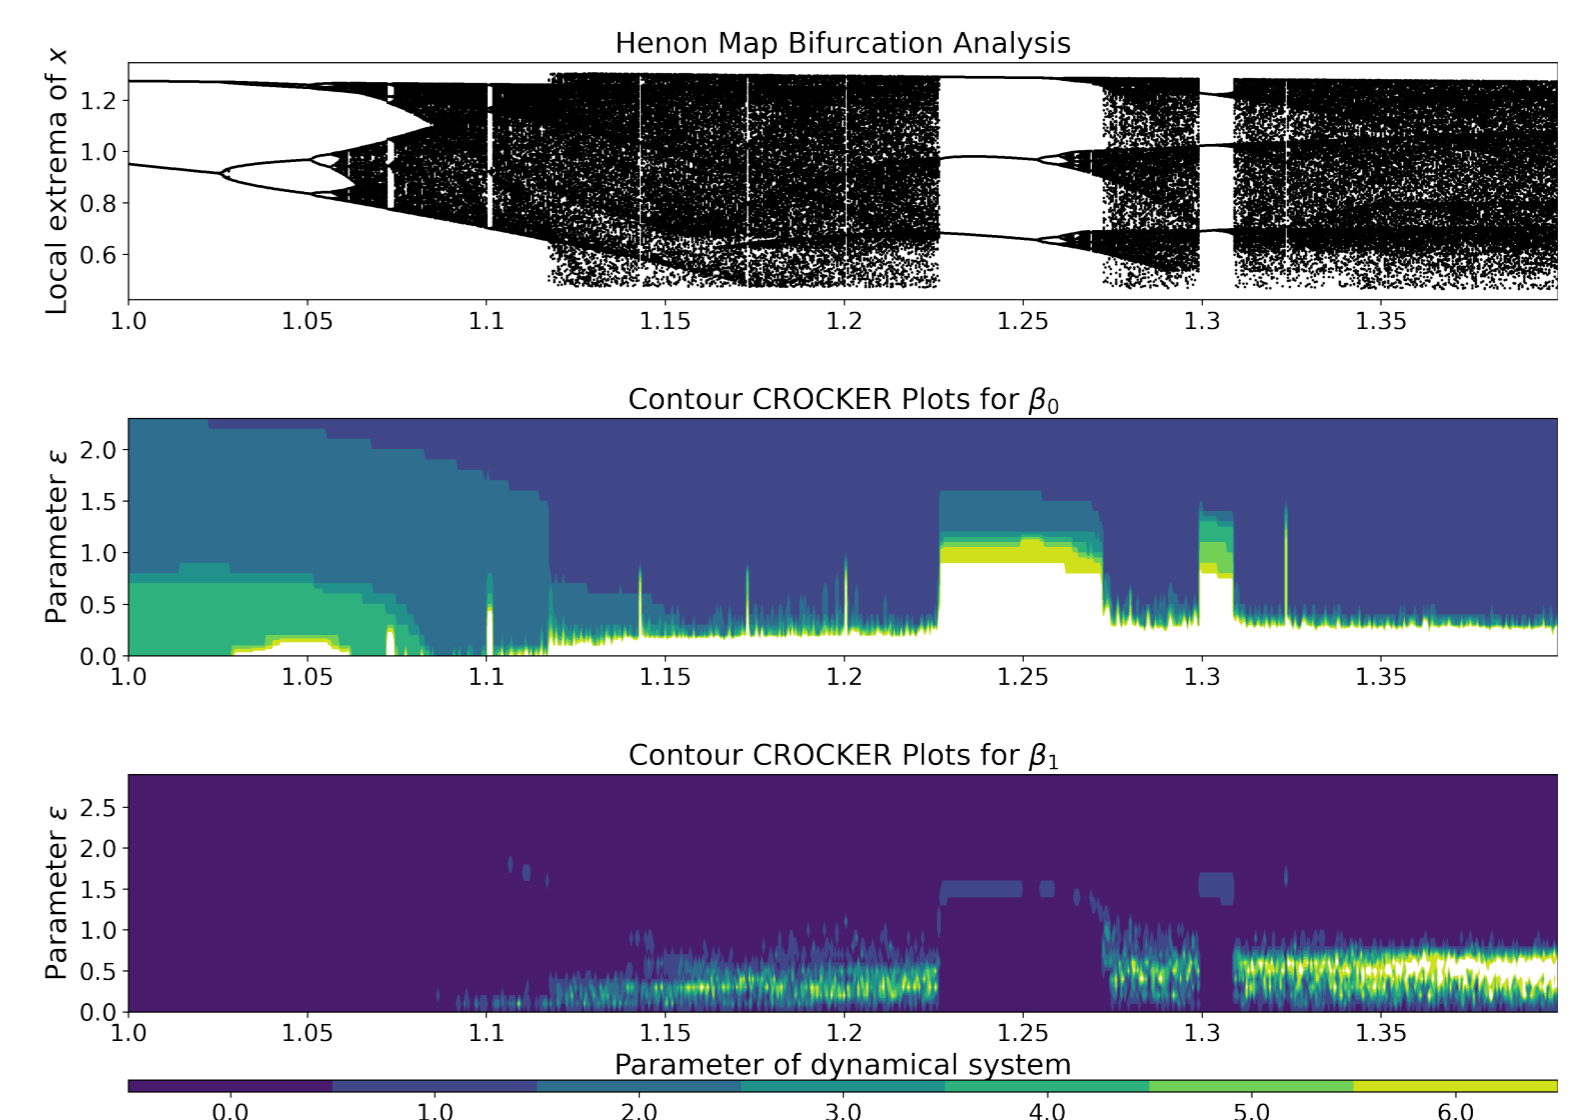 Henon Map Bifurcation Analysis
Local extrema of x
1.2
1.0
0.8
0.6
1.0 1.05 1.1 1.15 1.2 1.25 1.3 1.35
Contour CROCKER Plots for β₀
Parameter ε
2.0
1.5
1.0
0.5
0.0
1.0 1.05 1.1 1.15 1.2 1.25 1.3 1.35
Contour CROCKER Plots for β₁
Parameter ε
2.5
2.0
1.5
1.0
0.5
0.0
1.0 1.05 1.1 1.15 1.2 1.25 1.3 1.35
Parameter of dynamical system
0.0 1.0 2.0 3.0 4.0 5.0 6.0